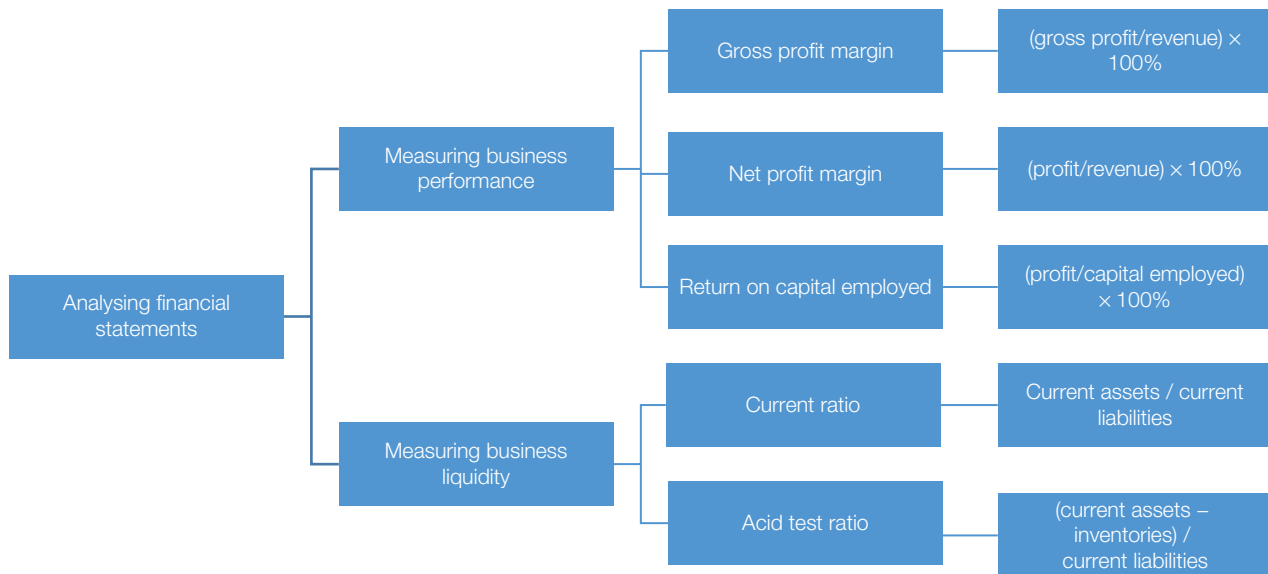 Analysing financial
statements
Measuring business
performance
Gross profit margin
(gross profit/revenue) ×
100%
Net profit margin
(profit/revenue) × 100%
Return on capital employed
(profit/capital employed)
× 100%
Measuring business
liquidity
Current ratio
Current assets / current
liabilities
Acid test ratio
(current assets –
inventories) /
current liabilities